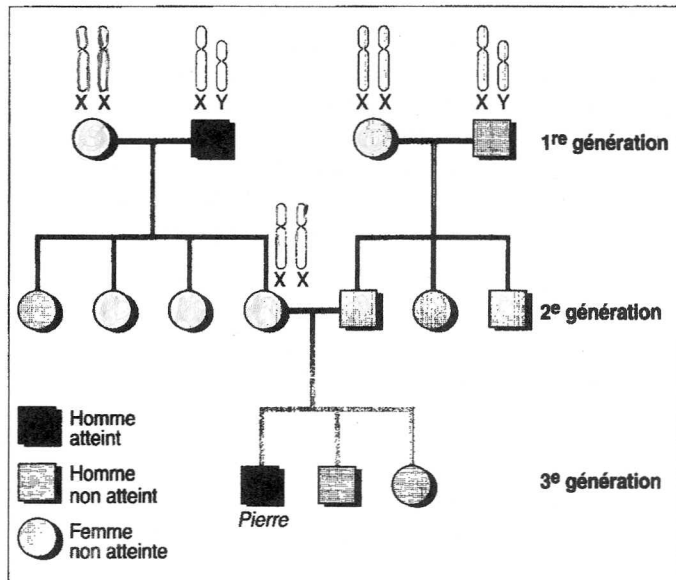 X X X Y X X X Y
1re génération
X X
2e génération
Homme
atteint
Homme
non atteint
Femme
non atteinte
3e génération
Pierre